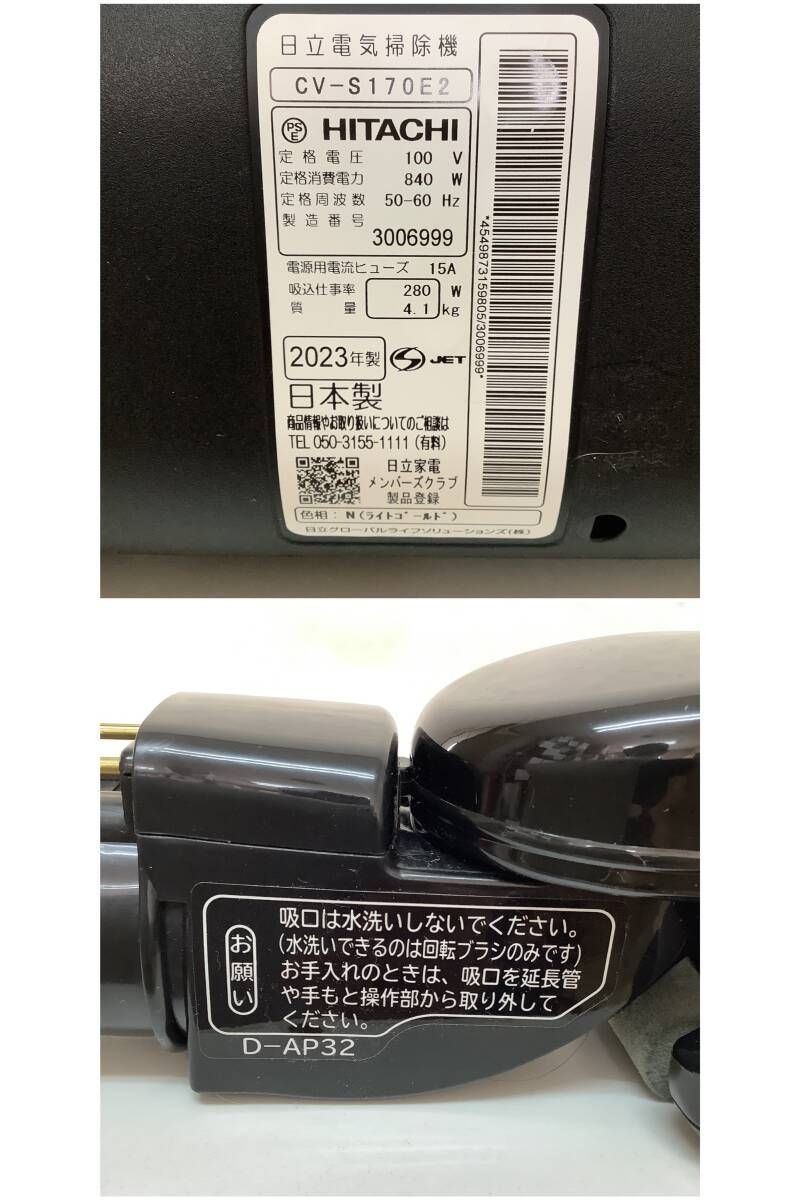 日立電気掃除機
CV-S170E2
PS E HITACHI
定格電圧 100 V
定格消費電力 840 W
定格周波数 50-60 Hz
製造番号
3006999
電源用電流ヒューズ 15A
吸込仕事率 280 W
質量 4.1 kg
2023年製 S JET
日本製
商品情報やお取り扱いについてのご相談は
TEL 050-3155-1111 (有料)
日立家電
メンバーズクラブ
製品登録
色相: N(ライトゴールド)
日立グローバルライフソリューションズ(株)
*4549873159805/3006999*
お願い
吸口は水洗いしないでください。
(水洗いできるのは回転ブラシのみです)
お手入れのときは、吸口を延長管
や手もと操作部から取り外して
ください。
D-AP32